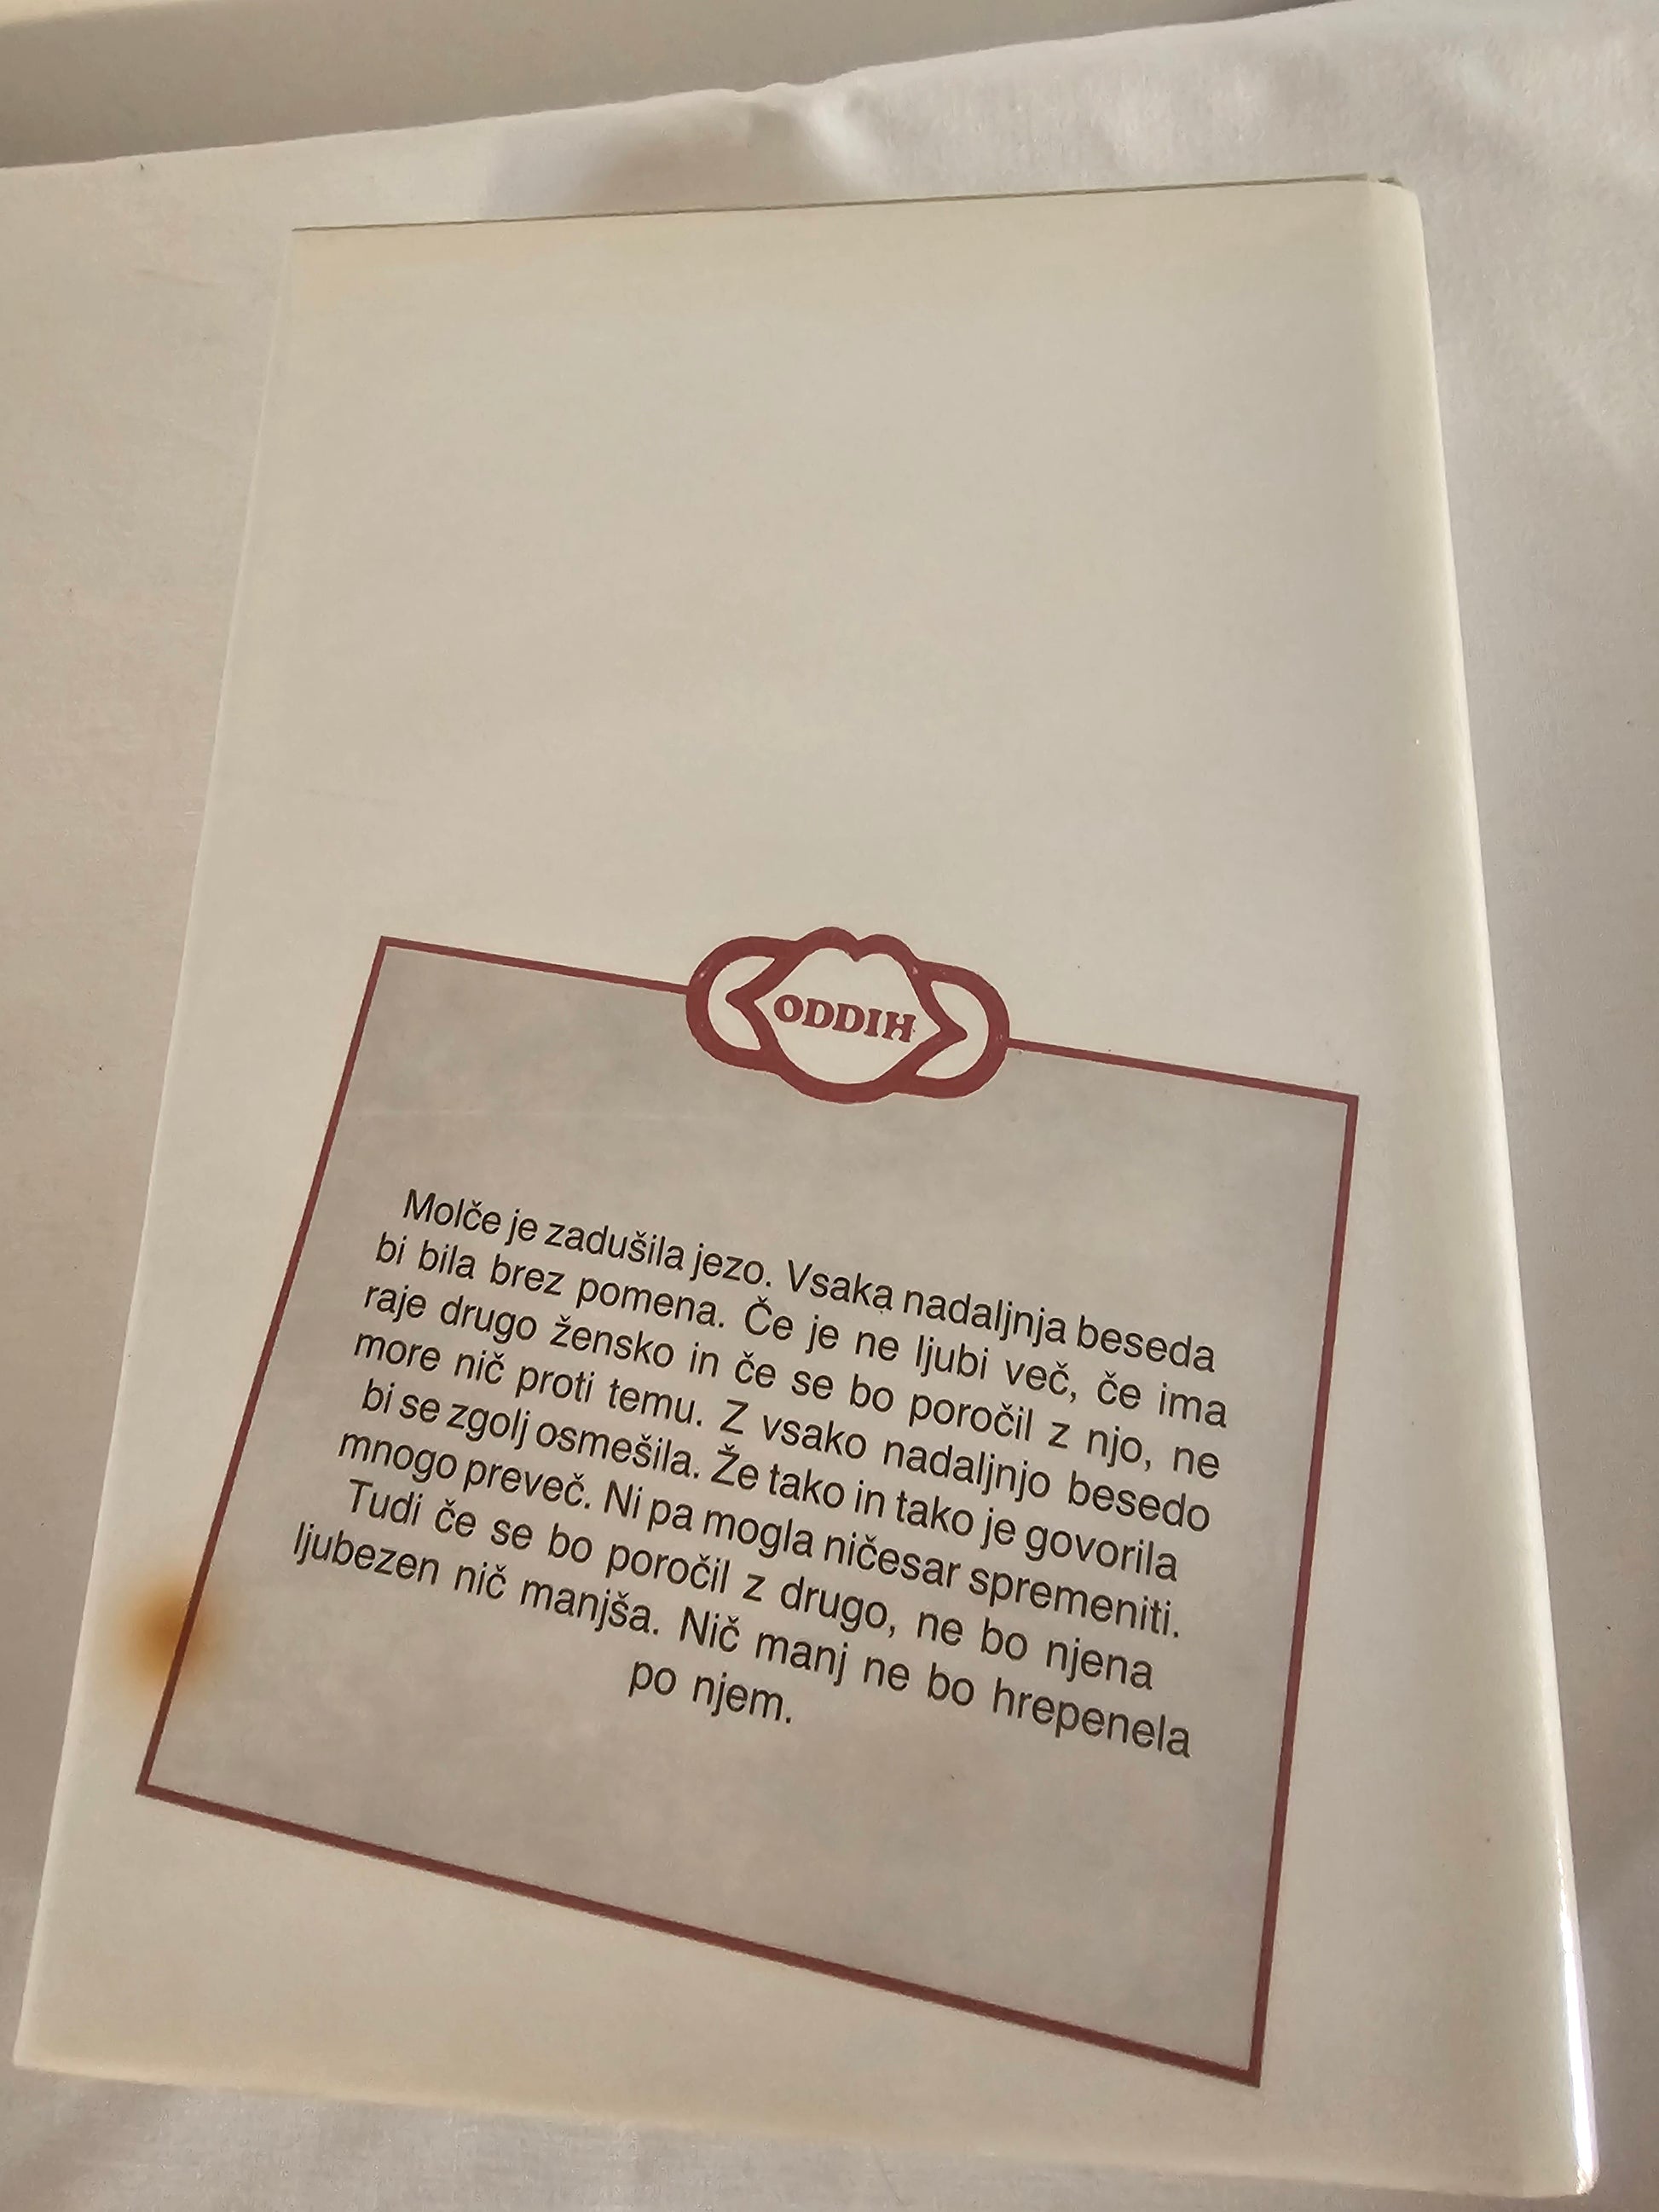 ODDIH
Molče je zadušila jezo. Vsaka nadaljnja beseda
bi bila brez pomena. Če je ne ljubi več, če ima
raje drugo žensko in če se bo poročil z njo, ne
more nič proti temu. Z vsako nadaljnjo besedo
bi se zgolj osmešila. Že tako in tako je govorila
mnogo preveč. Ni pa mogla ničesar spremeniti.
Tudi če se bo poročil z drugo, ne bo njena
ljubezen nič manjša. Nič manj ne bo hrepenela
po njem.